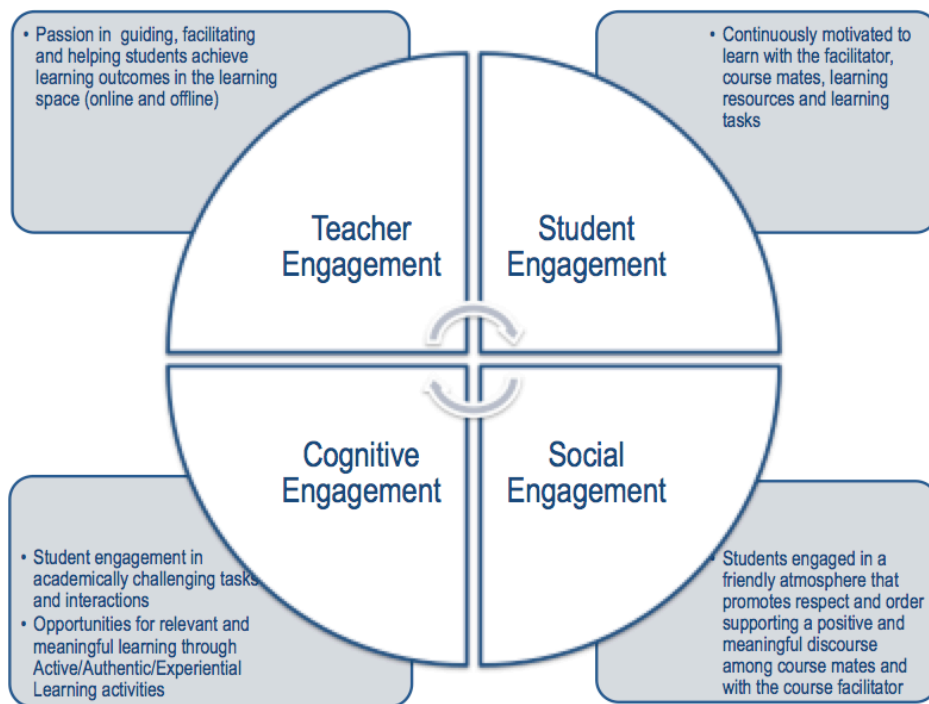 • Passion in guiding, facilitating
and helping students achieve
learning outcomes in the learning
space (online and offline)
• Continuously motivated to
learn with the facilitator,
course mates, learning
resources and learning
tasks
Teacher
Engagement
Student
Engagement
Cognitive
Engagement
Social
Engagement
• Student engagement in
academically challenging tasks
and interactions
• Opportunities for relevant and
meaningful learning through
Active/Authentic/Experiential
Learning activities
• Students engaged in a
friendly atmosphere that
promotes respect and order
supporting a positive and
meaningful discourse
among course mates and
with the course facilitator